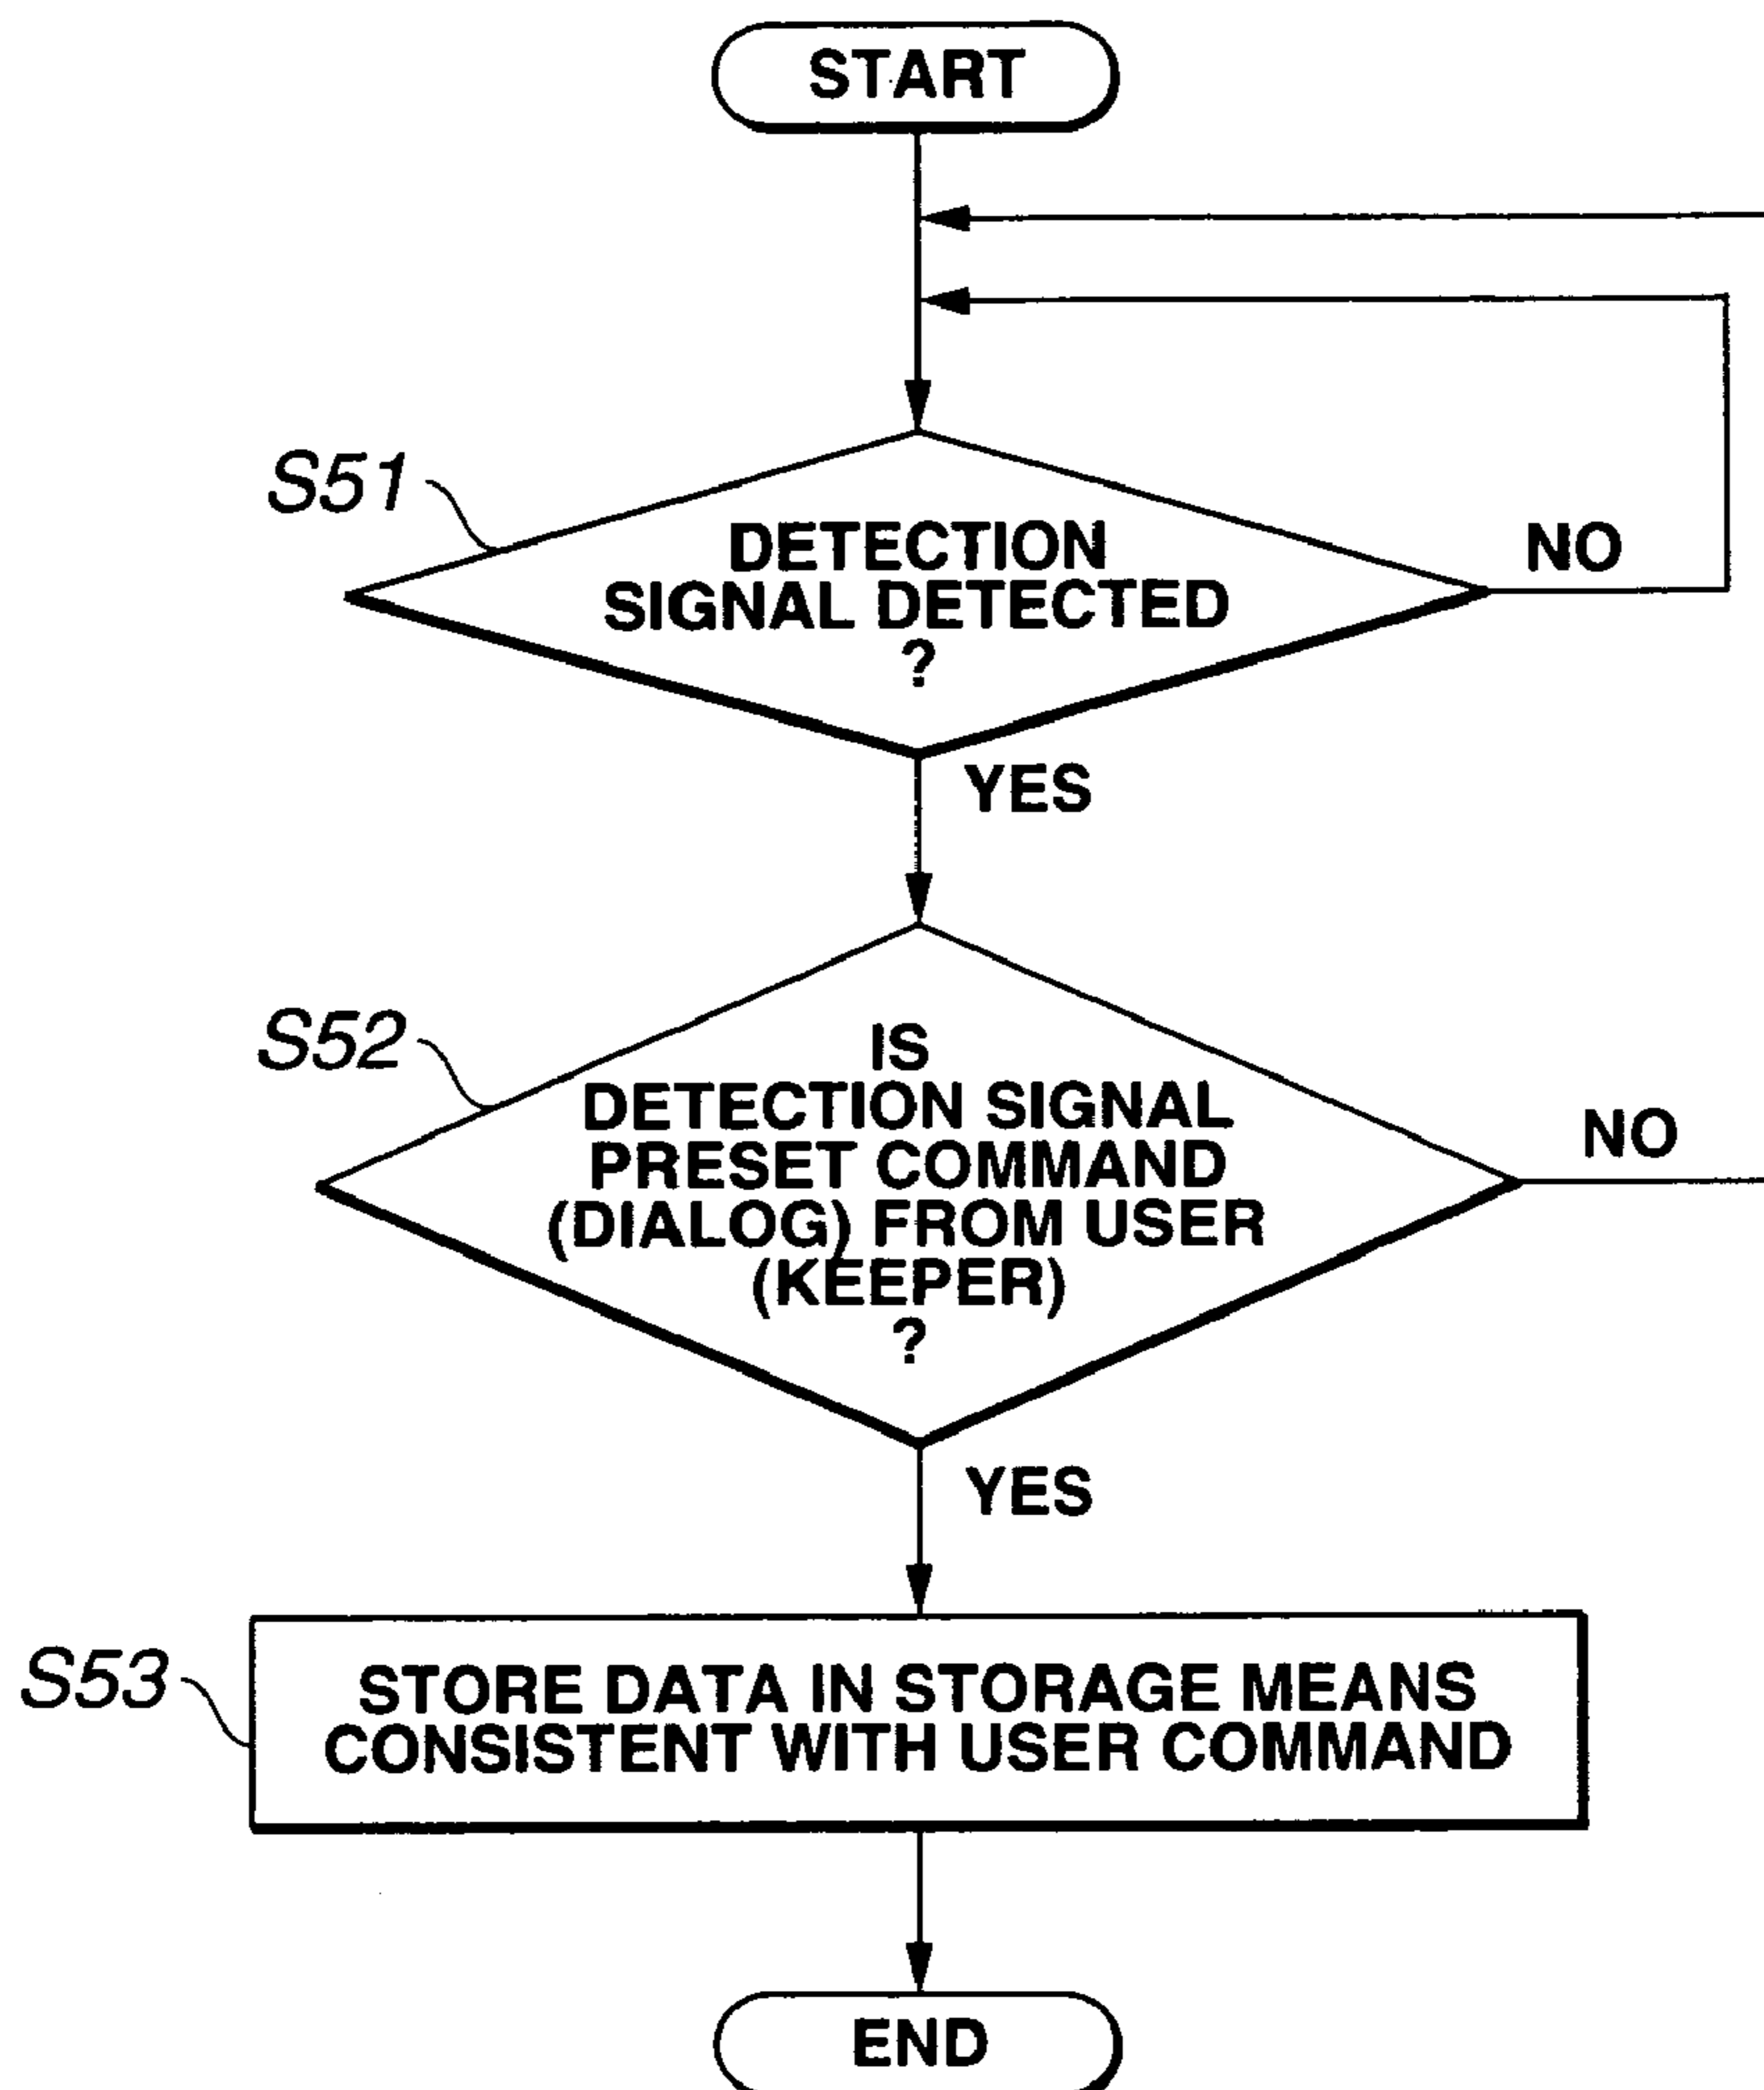 START
S51
DETECTION
SIGNAL DETECTED
?
NO
YES
S52
IS
DETECTION SIGNAL
PRESET COMMAND
(DIALOG) FROM USER
(KEEPER)
?
NO
YES
S53
STORE DATA IN STORAGE MEANS
CONSISTENT WITH USER COMMAND
END